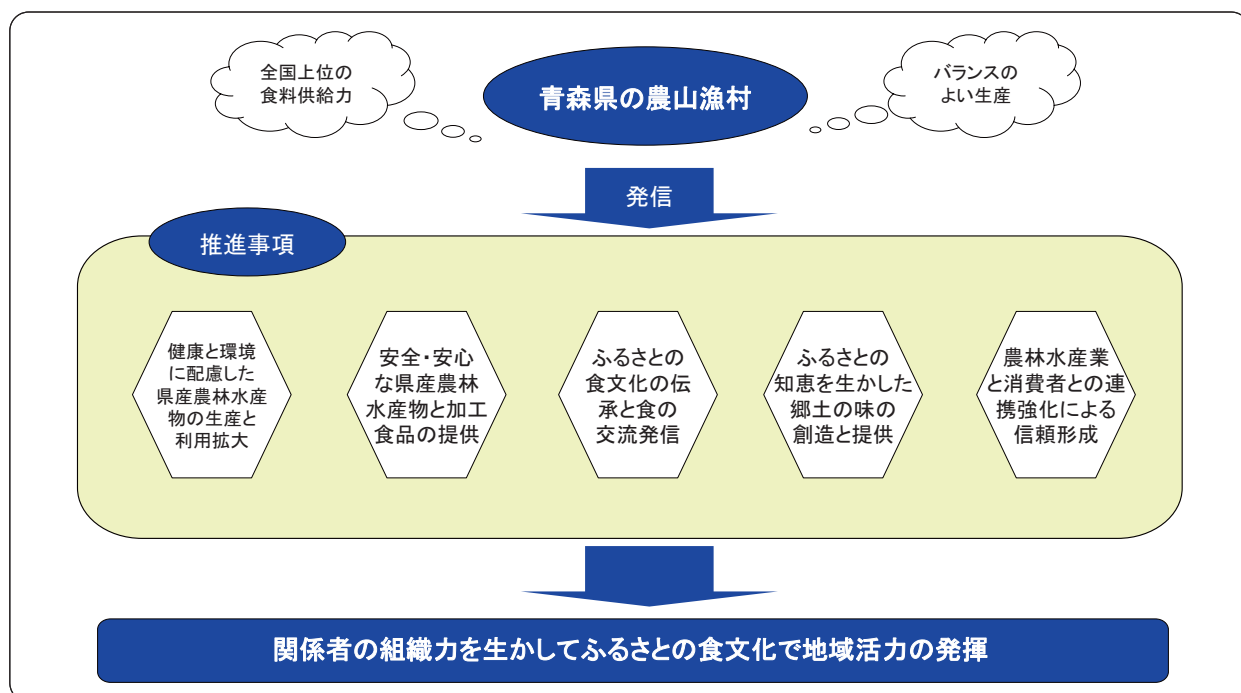 全国上位の
食料供給力
青森県の農山漁村
バランスの
よい生産
発信
推進事項
健康と環境
に配慮した
県産農林水産
物の生産と
利用拡大
安全・安心
な県産農林
水産物と加工
食品の提供
ふるさとの
食文化の伝
承と食の
交流発信
ふるさとの
知恵を生かした
郷土の味の
創造と提供
農林水産業
と消費者との連
携強化による
信頼形成
関係者の組織力を生かしてふるさとの食文化で地域活力の発揮